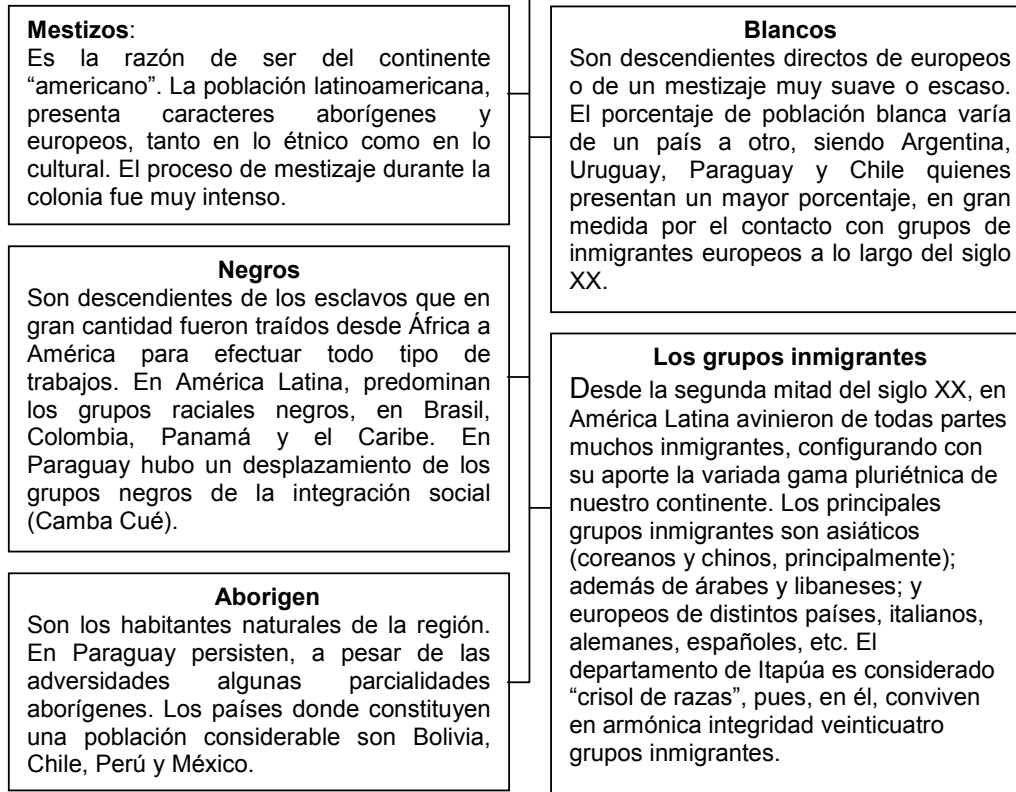 Mestizos:
Es la razón de ser del continente
“americano”. La población latinoamericana,
presenta caracteres aborígenes y
europeos, tanto en lo étnico como en lo
cultural. El proceso de mestizaje durante la
colonia fue muy intenso.
Negros
Son descendientes de los esclavos que en
gran cantidad fueron traídos desde África a
América para efectuar todo tipo de
trabajos. En América Latina, predominan
los grupos raciales negros, en Brasil,
Colombia, Panamá y el Caribe. En
Paraguay hubo un desplazamiento de los
grupos negros de la integración social
(Camba Cué).
Aborigen
Son los habitantes naturales de la región.
En Paraguay persisten, a pesar de las
adversidades algunas parcialidades
aborígenes. Los países donde constituyen
una población considerable son Bolivia,
Chile, Perú y México.
Blancos
Son descendientes directos de europeos
o de un mestizaje muy suave o escaso.
El porcentaje de población blanca varía
de un país a otro, siendo Argentina,
Uruguay, Paraguay y Chile quienes
presentan un mayor porcentaje, en gran
medida por el contacto con grupos de
inmigrantes europeos a lo largo del siglo
XX.
Los grupos inmigrantes
Desde la segunda mitad del siglo XX, en
América Latina avinieron de todas partes
muchos inmigrantes, configurando con
su aporte la variada gama pluriétnica de
nuestro continente. Los principales
grupos inmigrantes son asiáticos
(coreanos y chinos, principalmente);
además de árabes y libaneses; y
europeos de distintos países, italianos,
alemanes, españoles, etc. El
departamento de Itapúa es considerado
“crisol de razas”, pues, en él, conviven
en armónica integridad veinticuatro
grupos inmigrantes.